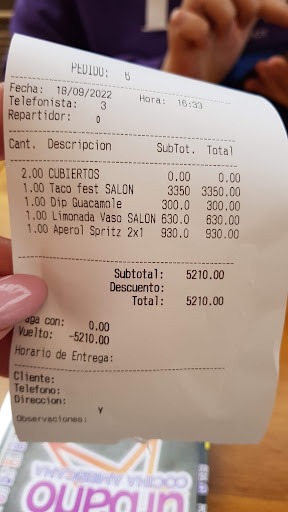 PEDIDO: 6
Fecha: 18/09/2022 Hora: 16:33
Telefonista: 3
Repartidor: 0
Cant. Descripcion SubTot. Total
2.00 CUBIERTOS 0.00 0.00
1.00 Taco fest SALON 3350 3350.00
1.00 Dip Guacamole 300.0 300.00
1.00 Limonada Vaso SALON 630.0 630.00
1.00 Aperol Spritz 2x1 930.0 930.00
Subtotal: 5210.00
Descuento:
Total: 5210.00
Paga con: 0.00
Vuelto: -5210.00
Horario de Entrega:
Cliente:
Telefono:
Direccion:
Y
Observaciones:
COCINA AMERICANA
urbano